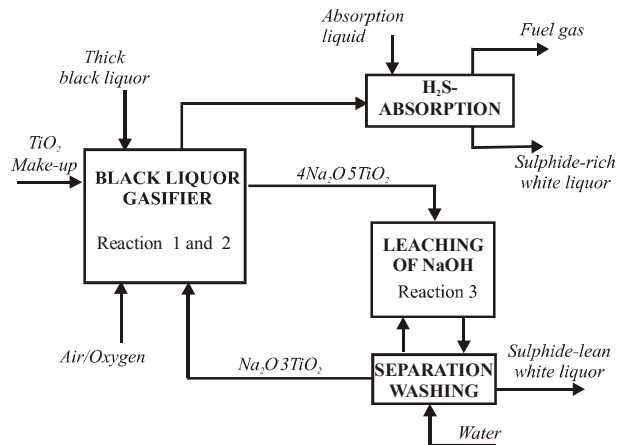 Absorption
liquid
Fuel gas
Thick
black liquor
H₂S-
ABSORPTION
TiO₂
Make-up
Sulphide-rich
white liquor
BLACK LIQUOR
GASIFIER
Reaction 1 and 2
4Na₂O·5TiO₂
LEACHING
OF NaOH
Reaction 3
Air/Oxygen
Na₂O·3TiO₂
SEPARATION
WASHING
Sulphide-lean
white liquor
Water